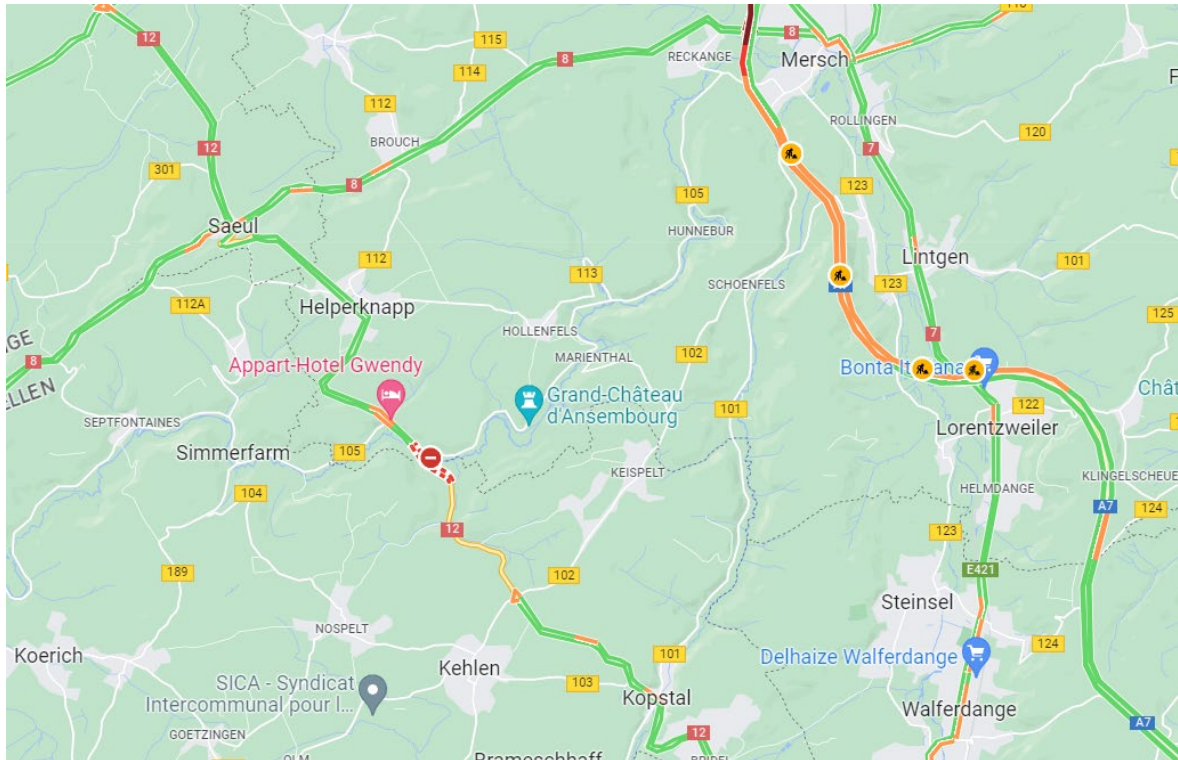 12
115
8
118
RECKANGE
8
Mersch
114
8
112
ROLLINGEN
120
BROUCH
12
7
301
8
123
105
Saeul
HUNNEBUR
Lintgen
112
101
113
123
SCHOENFELS
112A
Helperknapp
125
HOLLENFELS
7
8
MARIENTHAL
102
ELLEN
Appart-Hotel Gwendy
Grand-Château
d'Ansembourg
101
122
SEPTFONTAINES
Lorentzweiler
Simmerfarm
105
KEISPELT
KLINGELSCHEUE
104
HELMDANGE
A7
124
12
123
189
102
E421
Steinsel
NOSPELT
124
Koerich
101
Delhaize Walferdange
Kehlen
103
SICA - Syndicat
Intercommunal pour l...
Kopstal
Walferdange
A7
GOETZINGEN
12